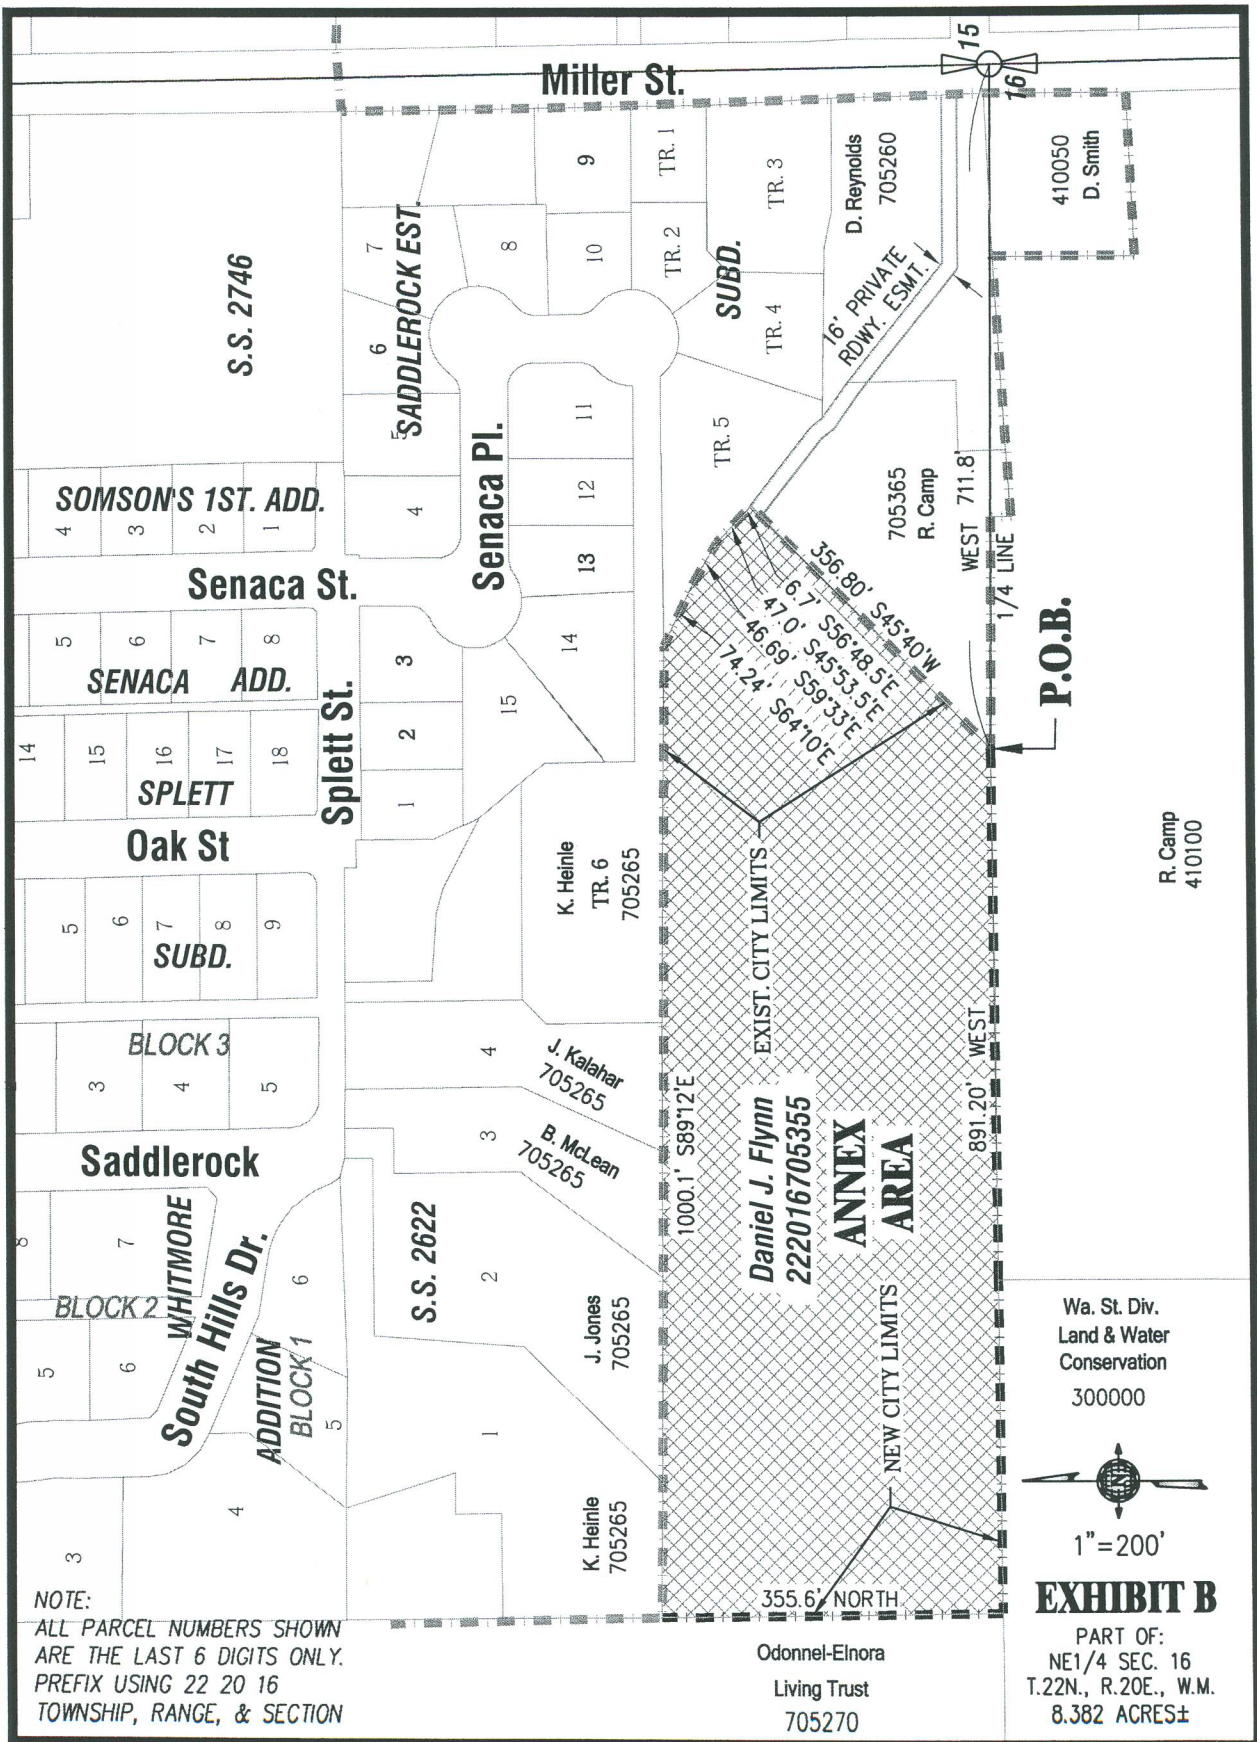 Miller St.
15
16
S.S. 2746
7
SADDLEROCK EST
6
5
4
8
9
10
11
12
13
14
15
TR. 1
TR. 2
TR. 3
SUBD.
TR. 4
TR. 5
D. Reynolds
705260
16' PRIVATE
RDWY. ESMT.
410050
D. Smith
SOMSON'S 1ST. ADD.
4
3
2
1
Senaca St.
Senaca Pl.
5
6
7
8
SENACA ADD.
3
2
1
Splett St.
14
15
16
17
18
SPLETT
Oak St
5
6
7
8
9
SUBD.
705365
R. Camp
WEST 711.8'
1/4 LINE
356.80' S45°40'W
6.7' S56°48.5'E
47.0' S45°53.5'E
46.69' S59°33'E
74.24' S64°10'E
P.O.B.
R. Camp
410100
K. Heinle
TR. 6
705265
EXIST. CITY LIMITS
BLOCK 3
3
4
5
4
J. Kalahar
705265
3
B. McLean
705265
Saddlerock
1000.1' S89°12'E
Daniel J. Flynn
222016705355
ANNEX
AREA
891.20' WEST
8
7
BLOCK 2
WHITMORE
5
6
South Hills Dr.
6
ADDITION
BLOCK 1
5
4
3
S.S. 2622
2
J. Jones
705265
1
K. Heinle
705265
NEW CITY LIMITS
355.6' NORTH
Wa. St. Div.
Land & Water
Conservation
300000
N
1"=200'
EXHIBIT B
PART OF:
NE1/4 SEC. 16
T.22N., R.20E., W.M.
8.382 ACRES±
Odonnel-Elnora
Living Trust
705270
NOTE:
ALL PARCEL NUMBERS SHOWN
ARE THE LAST 6 DIGITS ONLY.
PREFIX USING 22 20 16
TOWNSHIP, RANGE, & SECTION